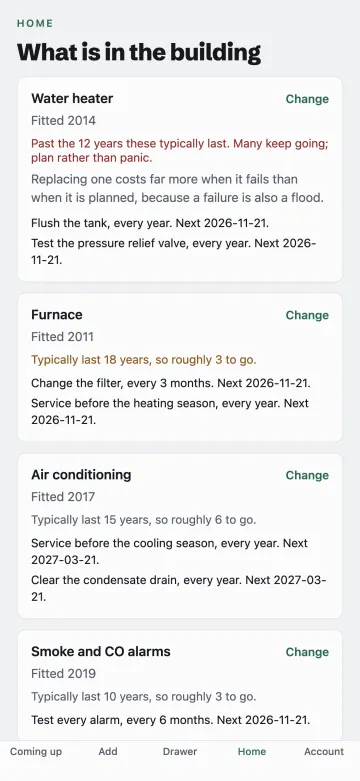 HOME
What is in the building
Water heater
Change
Fitted 2014
Past the 12 years these typically last. Many keep going;
plan rather than panic.
Replacing one costs far more when it fails than
when it is planned, because a failure is also a flood.
Flush the tank, every year. Next 2026-11-21.
Test the pressure relief valve, every year. Next 2026-
11-21.
Furnace
Change
Fitted 2011
Typically last 18 years, so roughly 3 to go.
Change the filter, every 3 months. Next 2026-11-21.
Service before the heating season, every year. Next
2026-11-21.
Air conditioning
Change
Fitted 2017
Typically last 15 years, so roughly 6 to go.
Service before the cooling season, every year. Next
2027-03-21.
Clear the condensate drain, every year. Next 2027-03-
21.
Smoke and CO alarms
Change
Fitted 2019
Typically last 10 years, so roughly 3 to go.
Test every alarm, every 6 months. Next 2026-11-21.
Coming up
Add
Drawer
Home
Account